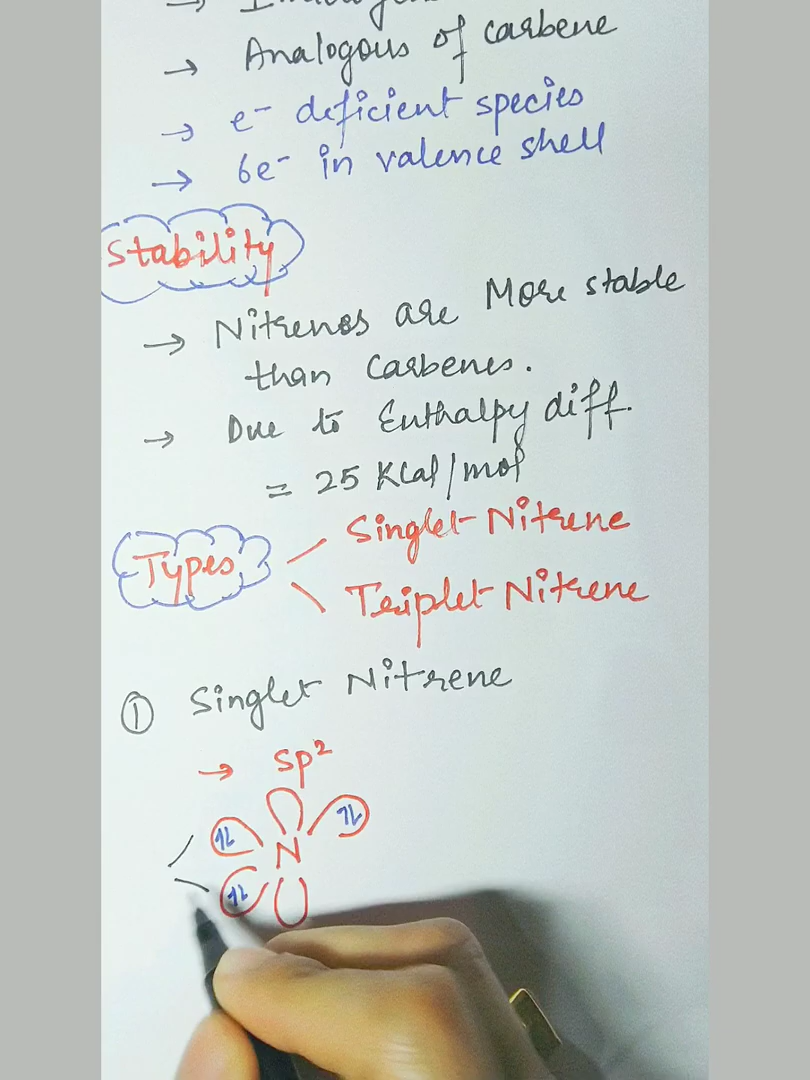 → Analogous of carbene
→ e⁻ deficient species
→ 6e⁻ in valence shell
Stability
→ Nitrenes are More stable
than Carbenes.
→ Due to Enthalpy diff.
= 25 Kcal/mol
Types
Singlet Nitrene
Triplet Nitrene
① Singlet Nitrene
→ Sp²
⥮ ⥮
N
⥮